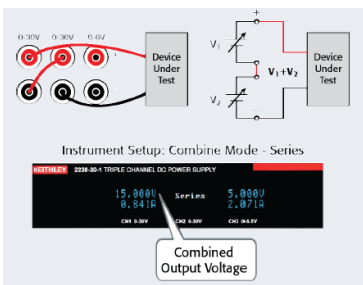 0-30V 0-30V 0-6V
Device
Under
Test
+
V1
V1+V2
V2
-
Device
Under
Test
Instrument Setup: Combine Mode - Series
KEITHLEY 2230-30-1 TRIPLE CHANNEL DC POWER SUPPLY
15.000V Series 5.000V
0.841A 2.071A
CH1 0-30V CH2 0-30V CH3 0-6V
Combined
Output Voltage